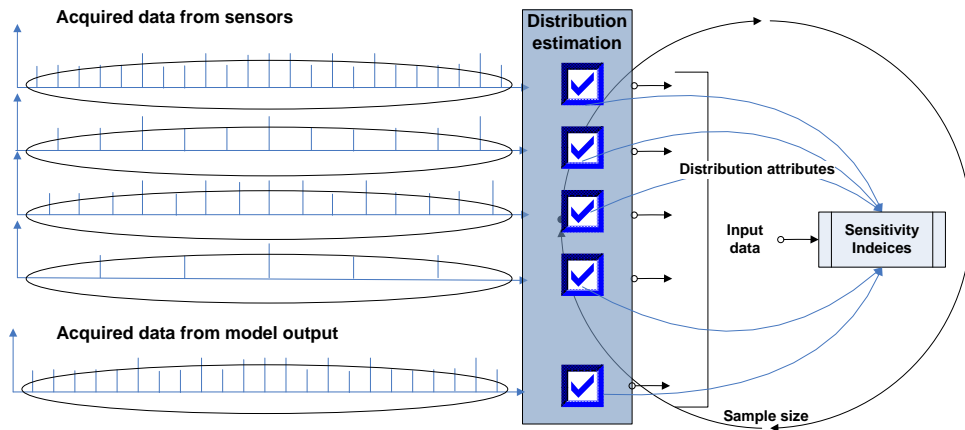 Acquired data from sensors
Distribution
estimation
Distribution attributes
Input
data
Sensitivity
Indeices
Acquired data from model output
Sample size